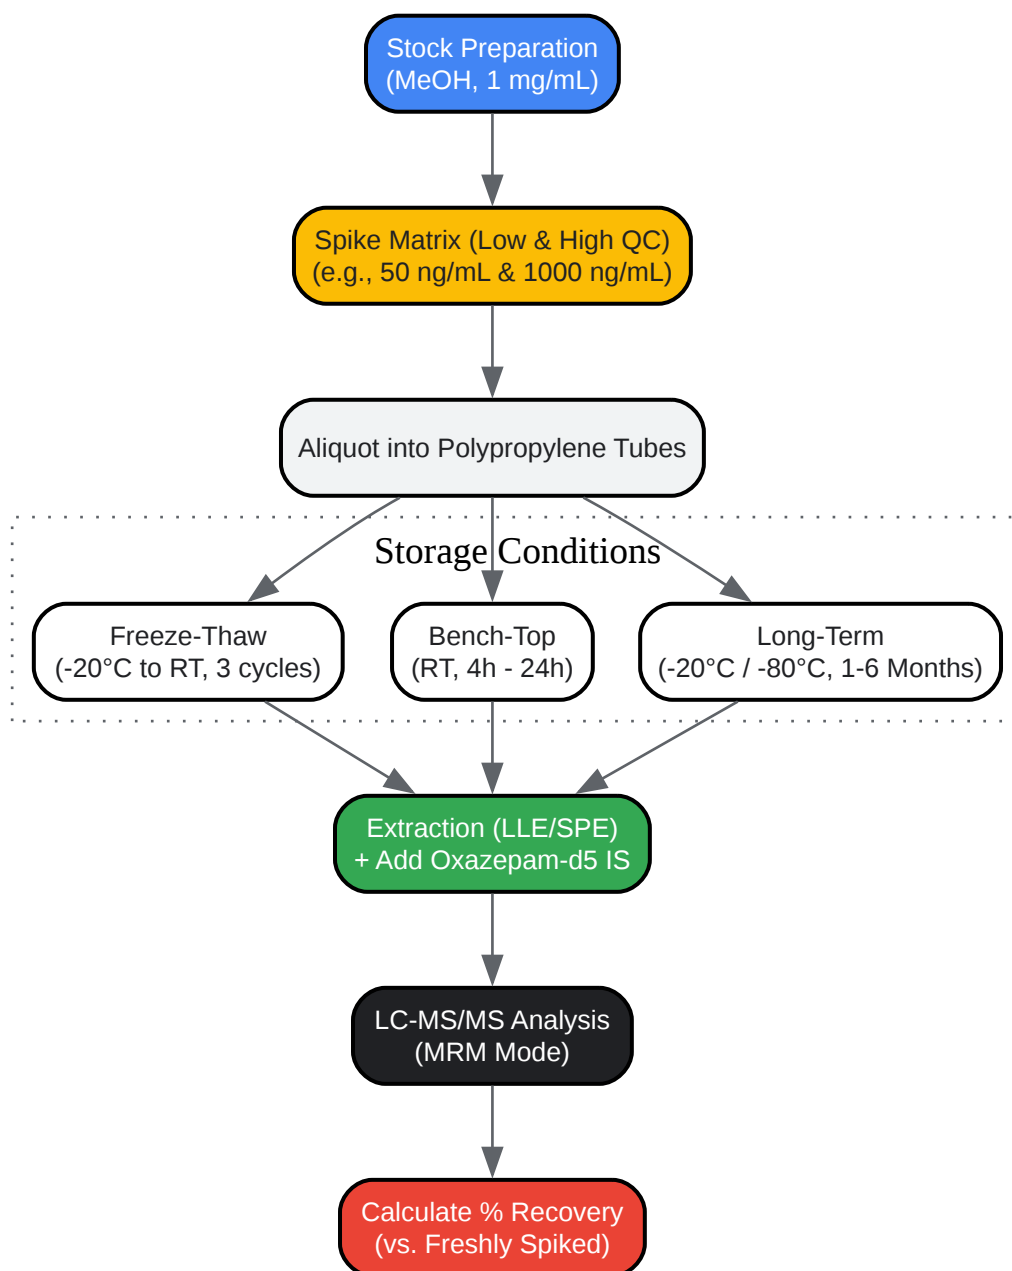 Stock Preparation
(MeOH, 1 mg/mL)
Spike Matrix (Low & High QC)
(e.g., 50 ng/mL & 1000 ng/mL)
Aliquot into Polypropylene Tubes
Storage Conditions
Freeze-Thaw
(-20°C to RT, 3 cycles)
Bench-Top
(RT, 4h - 24h)
Long-Term
(-20°C / -80°C, 1-6 Months)
Extraction (LLE/SPE)
+ Add Oxazepam-d5 IS
LC-MS/MS Analysis
(MRM Mode)
Calculate % Recovery
(vs. Freshly Spiked)